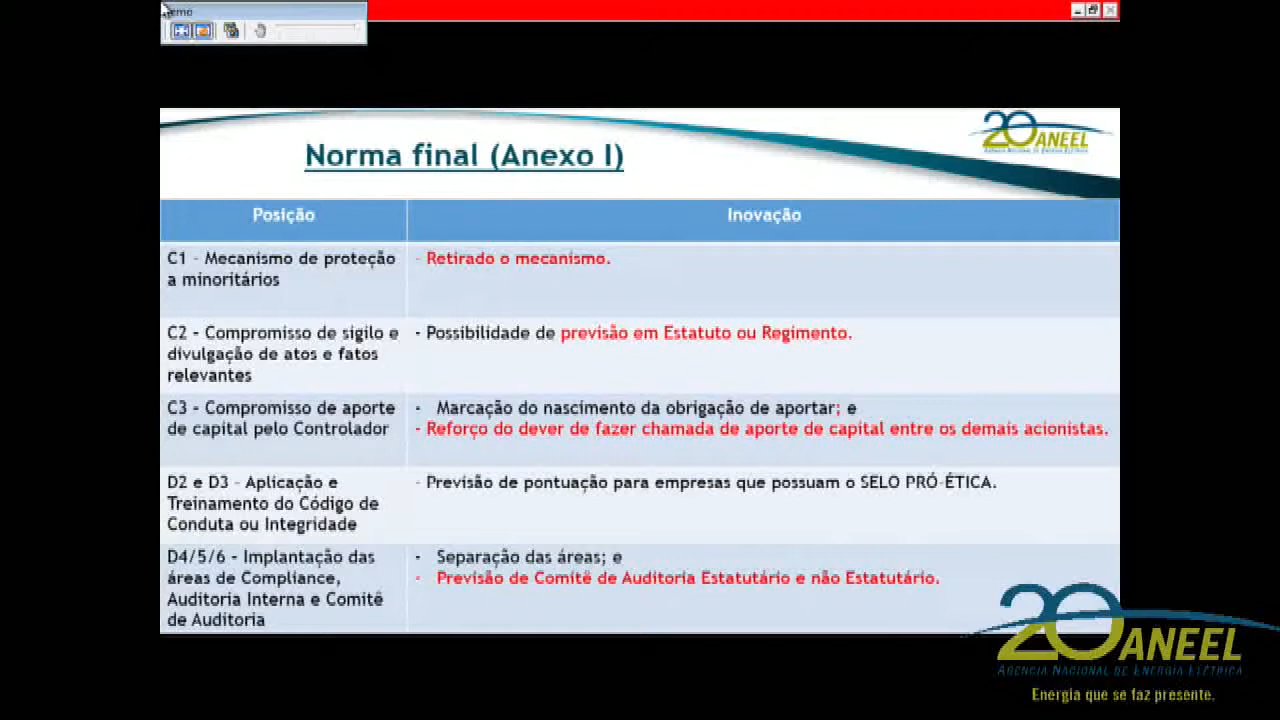 emo
20 ANEEL
AGÊNCIA NACIONAL DE ENERGIA ELÉTRICA
Norma final (Anexo I)
Posição
Inovação
C1 - Mecanismo de proteção
a minoritários
- Retirado o mecanismo.
C2 - Compromisso de sigilo e
divulgação de atos e fatos
relevantes
- Possibilidade de previsão em Estatuto ou Regimento.
C3 - Compromisso de aporte
de capital pelo Controlador
- Marcação do nascimento da obrigação de aportar; e
- Reforço do dever de fazer chamada de aporte de capital entre os demais acionistas.
D2 e D3 - Aplicação e
Treinamento do Código de
Conduta ou Integridade
- Previsão de pontuação para empresas que possuam o SELO PRÓ-ÉTICA.
D4/5/6 - Implantação das
áreas de Compliance,
Auditoria Interna e Comitê
de Auditoria
- Separação das áreas; e
- Previsão de Comitê de Auditoria Estatutário e não Estatutário.
20 ANEEL
AGÊNCIA NACIONAL DE ENERGIA ELÉTRICA
Energia que se faz presente.